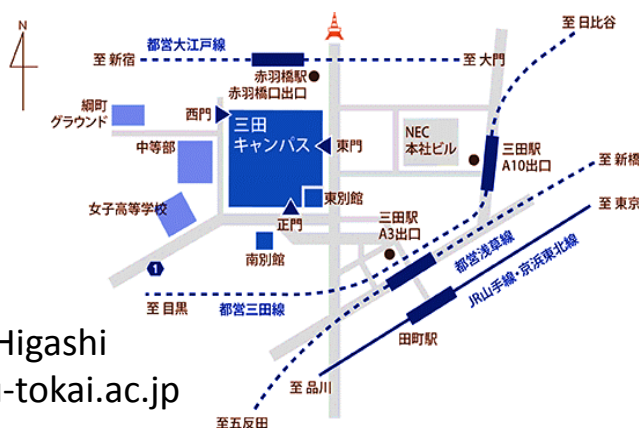 N
都営大江戸線
至 新宿
至 大門
至 日比谷
赤羽橋駅
赤羽橋口出口
綱町
グラウンド
西門
三田
キャンパス
東門
NEC
本社ビル
三田駅
A10出口
中等部
至 新橋
女子高等学校
東別館
正門
三田駅
A3出口
至 東京
南別館
都営浅草線
1
至 目黒
都営三田線
JR山手線・京浜東北線
田町駅
Higashi
-tokai.ac.jp
至 品川
至五反田